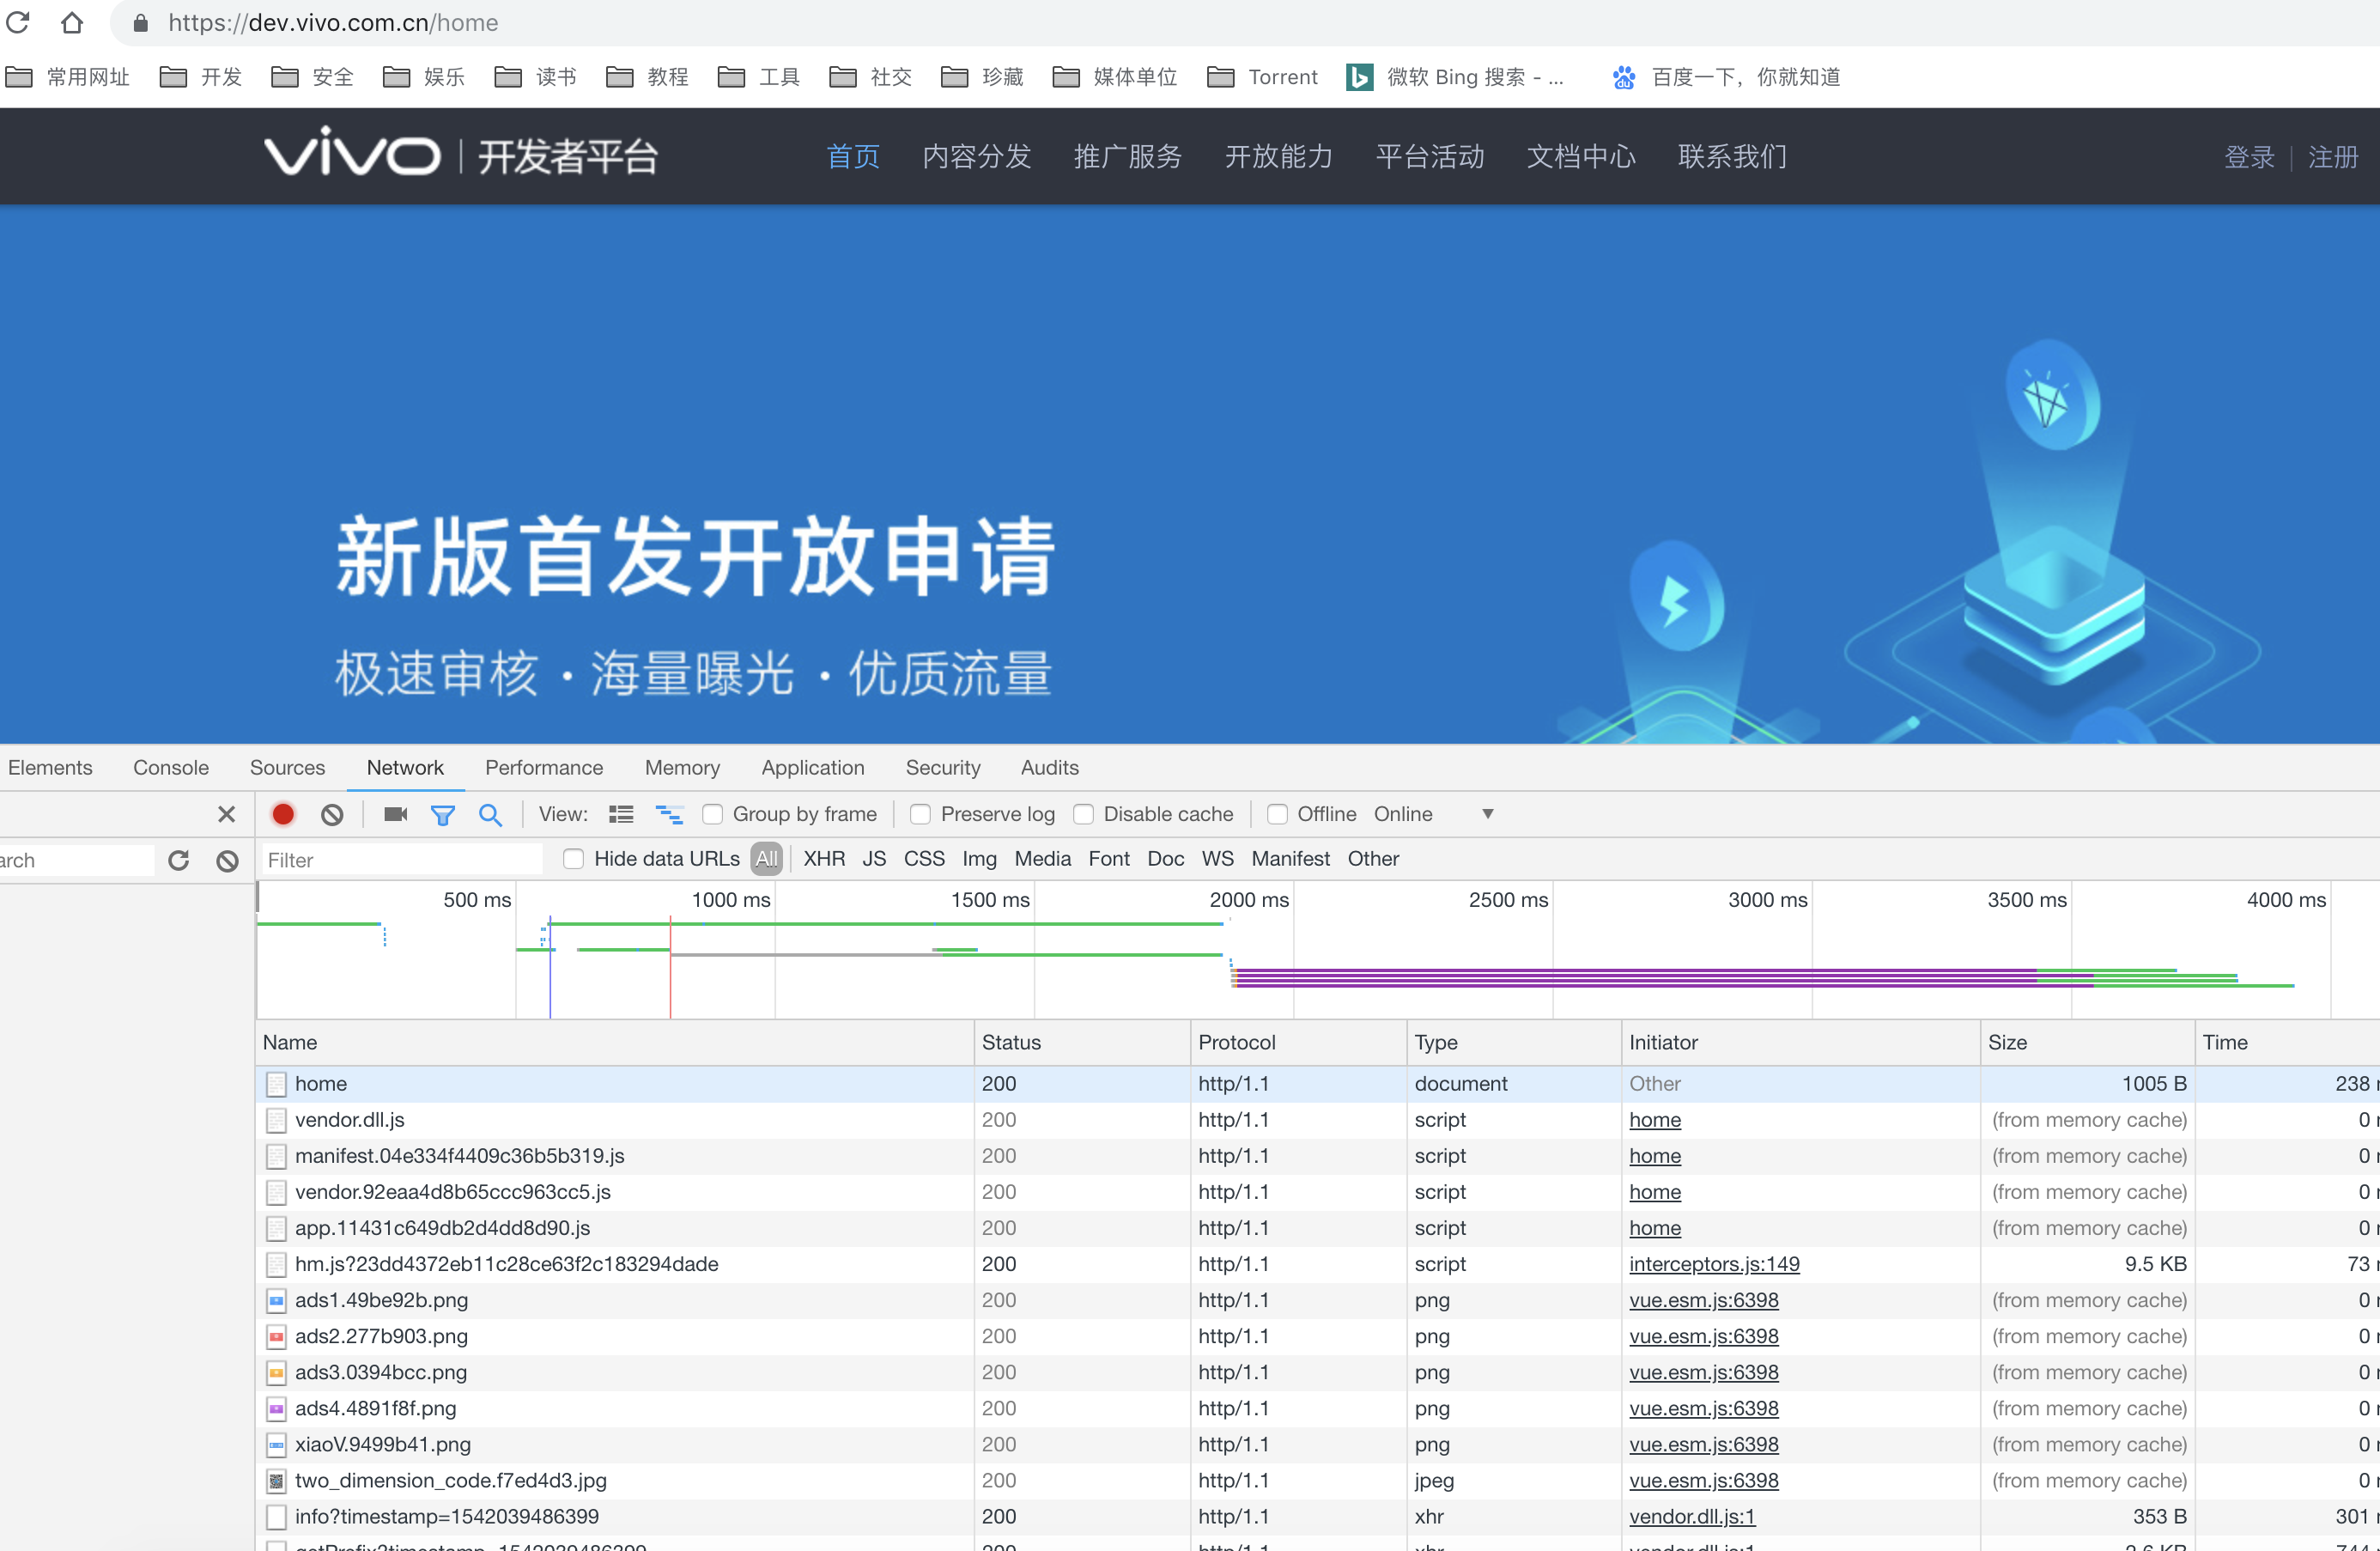 https://dev.vivo.com.cn/home
常用网址 开发 安全 娱乐 读书 教程 工具 社交 珍藏 媒体单位 Torrent 微软 Bing 搜索 - ... 百度一下，你就知道
vivo 开发者平台 首页 内容分发 推广服务 开放能力 平台活动 文档中心 联系我们 登录 注册
新版首发开放申请
极速审核 · 海量曝光 · 优质流量
Elements Console Sources Network Performance Memory Application Security Audits
View: Group by frame Preserve log Disable cache Offline Online
arch Filter Hide data URLs All XHR JS CSS Img Media Font Doc WS Manifest Other
500 ms 1000 ms 1500 ms 2000 ms 2500 ms 3000 ms 3500 ms 4000 ms
Name Status Protocol Type Initiator Size Time
home 200 http/1.1 document Other 1005 B 238
vendor.dll.js 200 http/1.1 script home (from memory cache) 0
manifest.04e334f4409c36b5b319.js 200 http/1.1 script home (from memory cache) 0
vendor.92eaa4d8b65ccc963cc5.js 200 http/1.1 script home (from memory cache) 0
app.11431c649db2d4dd8d90.js 200 http/1.1 script home (from memory cache) 0
hm.js?23dd4372eb11c28ce63f2c183294dade 200 http/1.1 script interceptors.js:149 9.5 KB 73
ads1.49be92b.png 200 http/1.1 png vue.esm.js:6398 (from memory cache) 0
ads2.277b903.png 200 http/1.1 png vue.esm.js:6398 (from memory cache) 0
ads3.0394bcc.png 200 http/1.1 png vue.esm.js:6398 (from memory cache) 0
ads4.4891f8f.png 200 http/1.1 png vue.esm.js:6398 (from memory cache) 0
xiaoV.9499b41.png 200 http/1.1 png vue.esm.js:6398 (from memory cache) 0
two_dimension_code.f7ed4d3.jpg 200 http/1.1 jpeg vue.esm.js:6398 (from memory cache) 0
info?timestamp=1542039486399 200 http/1.1 xhr vendor.dll.js:1 353 B 301